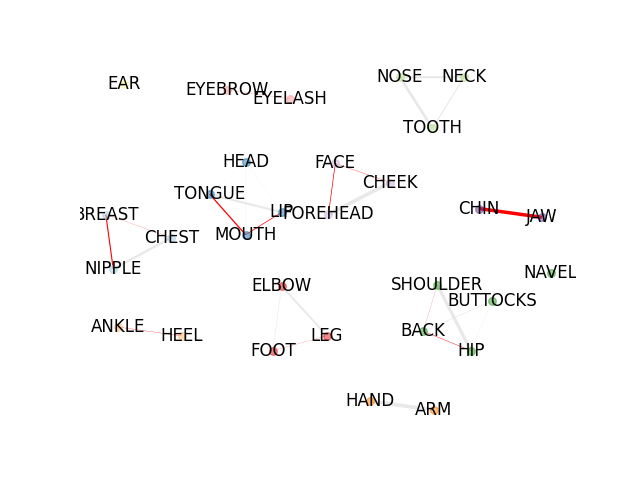 NOSE NECK
EAR
EYEBROW
EYELASH
TOOTH
HEAD FACE
CHEEK
TONGUE
LIP FOREHEAD
CHIN
BREAST
JAW
CHEST MOUTH
NIPPLE
NAVEL
ELBOW SHOULDER
BUTTOCKS
ANKLE
HEEL LEG BACK
FOOT HIP
HAND
ARM